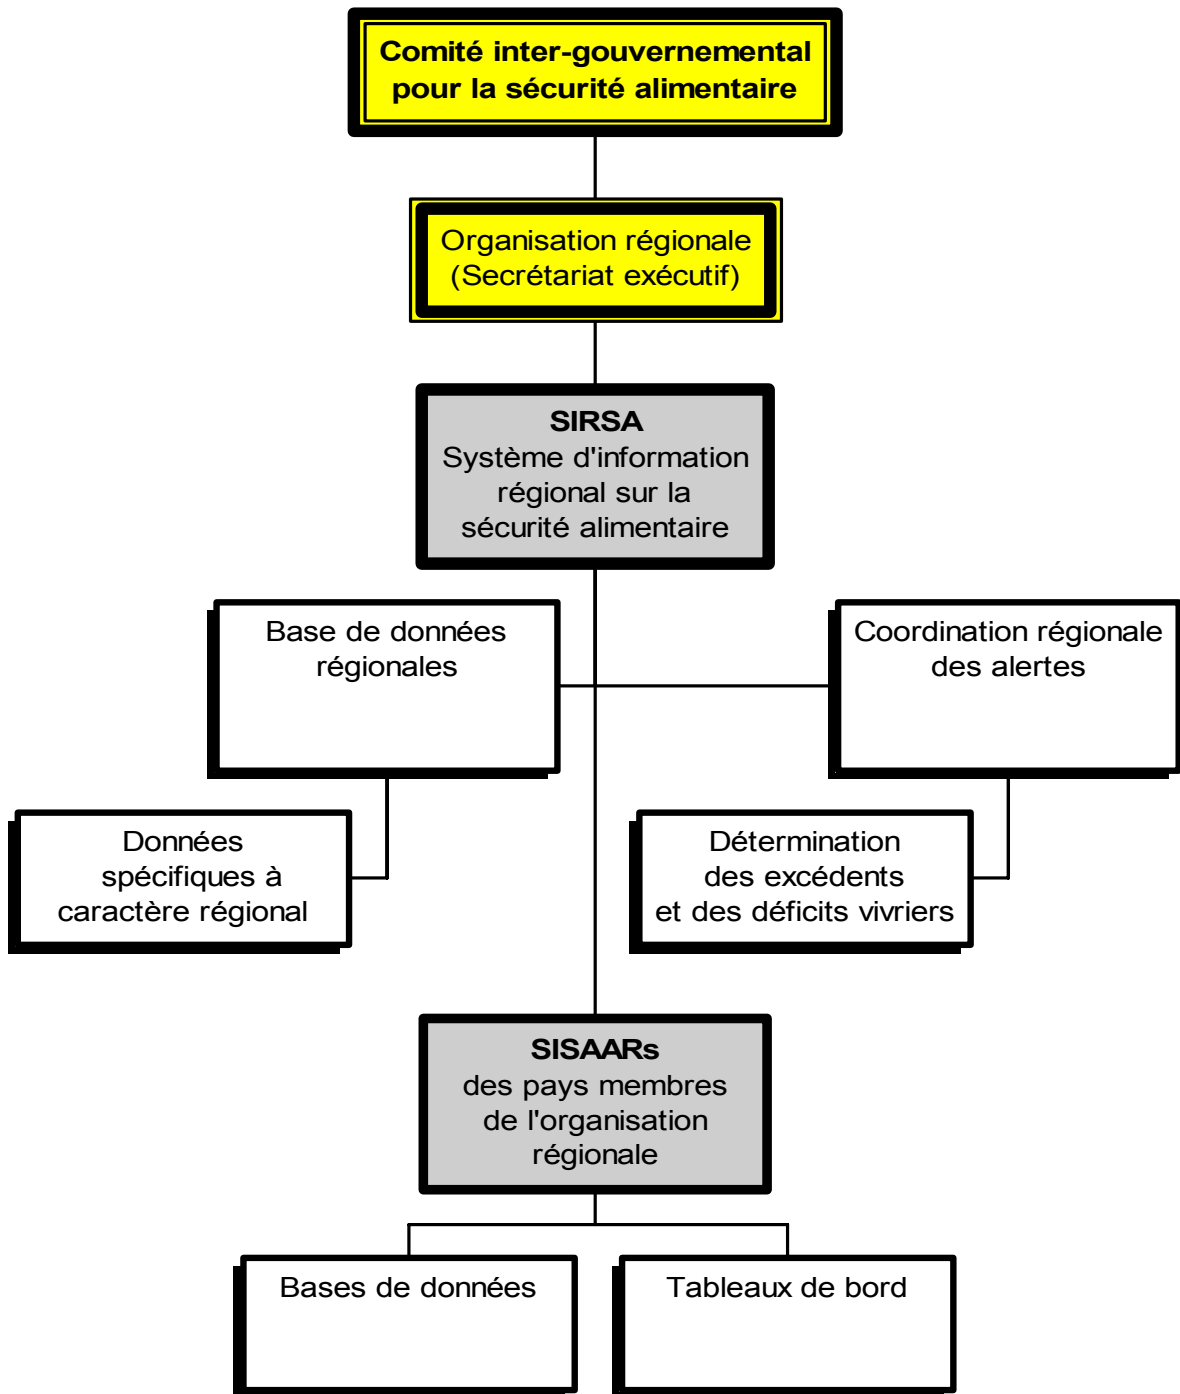 Comité inter-gouvernemental
pour la sécurité alimentaire
Organisation régionale
(Secrétariat exécutif)
SIRSA
Système d'information
régional sur la
sécurité alimentaire
Base de données
régionales
Coordination régionale
des alertes
Données
spécifiques à
caractère régional
Détermination
des excédents
et des déficits vivriers
SISAARs
des pays membres
de l'organisation
régionale
Bases de données
Tableaux de bord